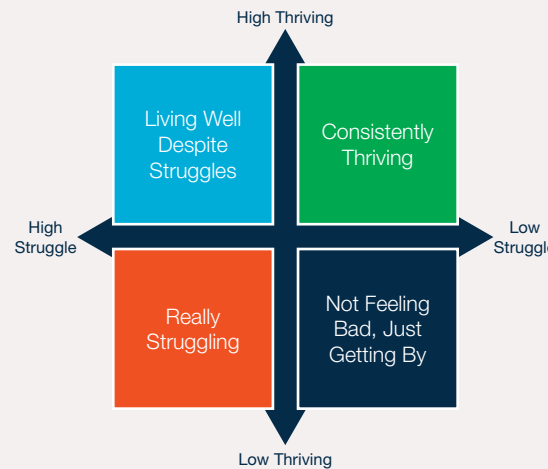 High Thriving
Living Well
Despite
Struggles
Consistently
Thriving
High
Struggle
Low
Struggle
Really
Struggling
Not Feeling
Bad, Just
Getting By
Low Thriving